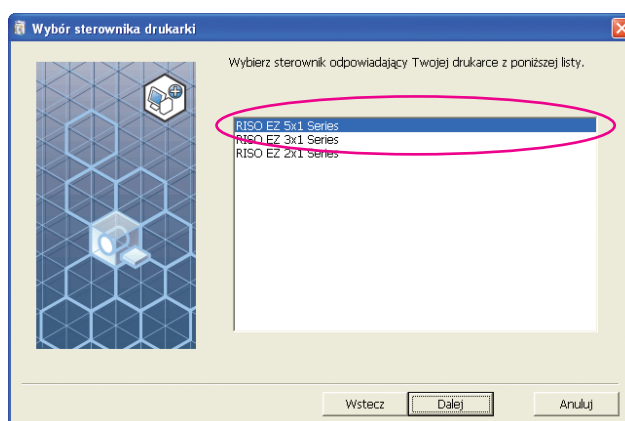 Wybór sterownika drukarki
Wybierz sterownik odpowiadający Twojej drukarce z poniższej listy.
RISO EZ 5x1 Series
RISO EZ 3x1 Series
RISO EZ 2x1 Series
Wstecz Dalej Anuluj